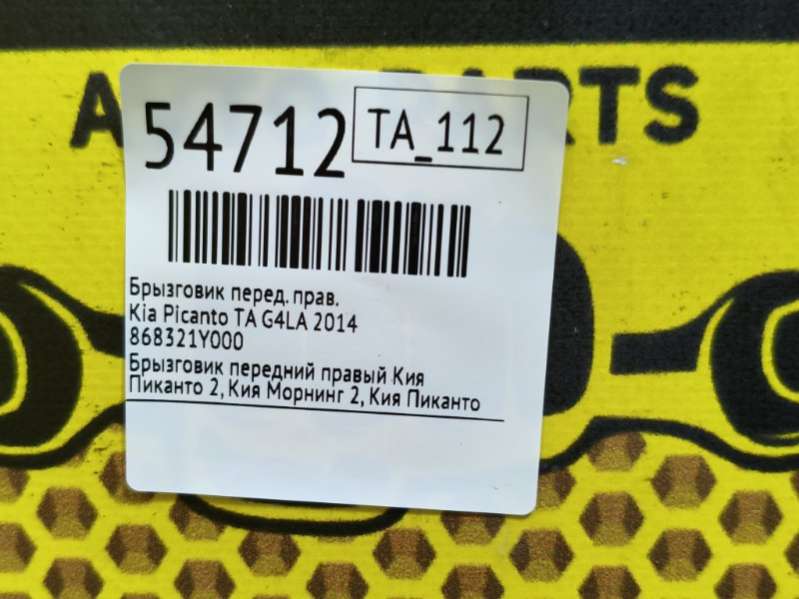 PARTS
54712
TA_112
Брызговик перед. прав.
Kia Picanto TA G4LA 2014
868321Y000
Брызговик передний правый Кия
Пиканто 2, Кия Морнинг 2, Кия Пиканто